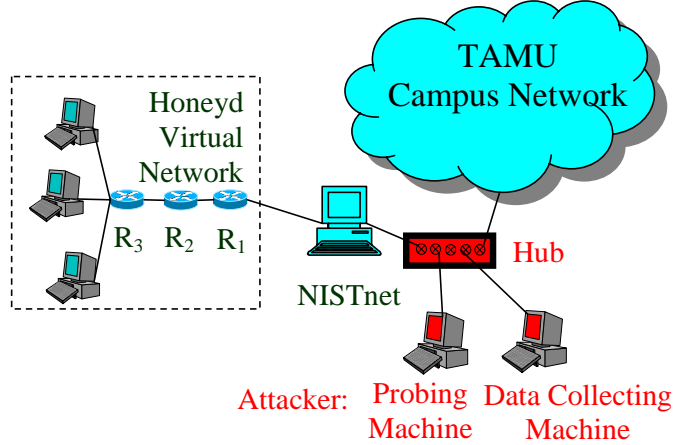 TAMU
Campus Network
Honeyd
Virtual
Network
R3 R2 R1
Hub
NISTnet
Attacker:
Probing
Machine
Data Collecting
Machine